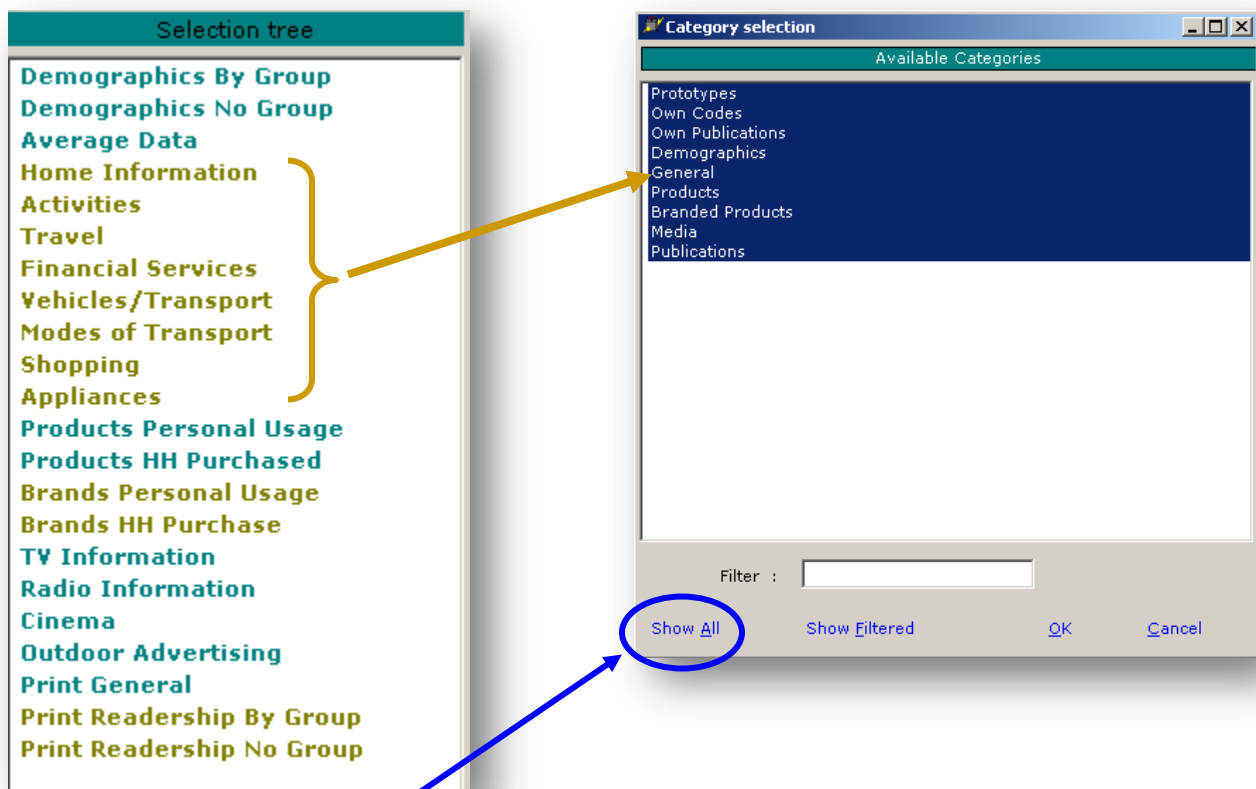 Selection tree
Demographics By Group
Demographics No Group
Average Data
Home Information
Activities
Travel
Financial Services
Vehicles/Transport
Modes of Transport
Shopping
Appliances
Products Personal Usage
Products HH Purchased
Brands Personal Usage
Brands HH Purchase
TV Information
Radio Information
Cinema
Outdoor Advertising
Print General
Print Readership By Group
Print Readership No Group
Category selection
Available Categories
Prototypes
Own Codes
Own Publications
Demographics
General
Products
Branded Products
Media
Publications
Filter :
Show All Show Filtered OK Cancel